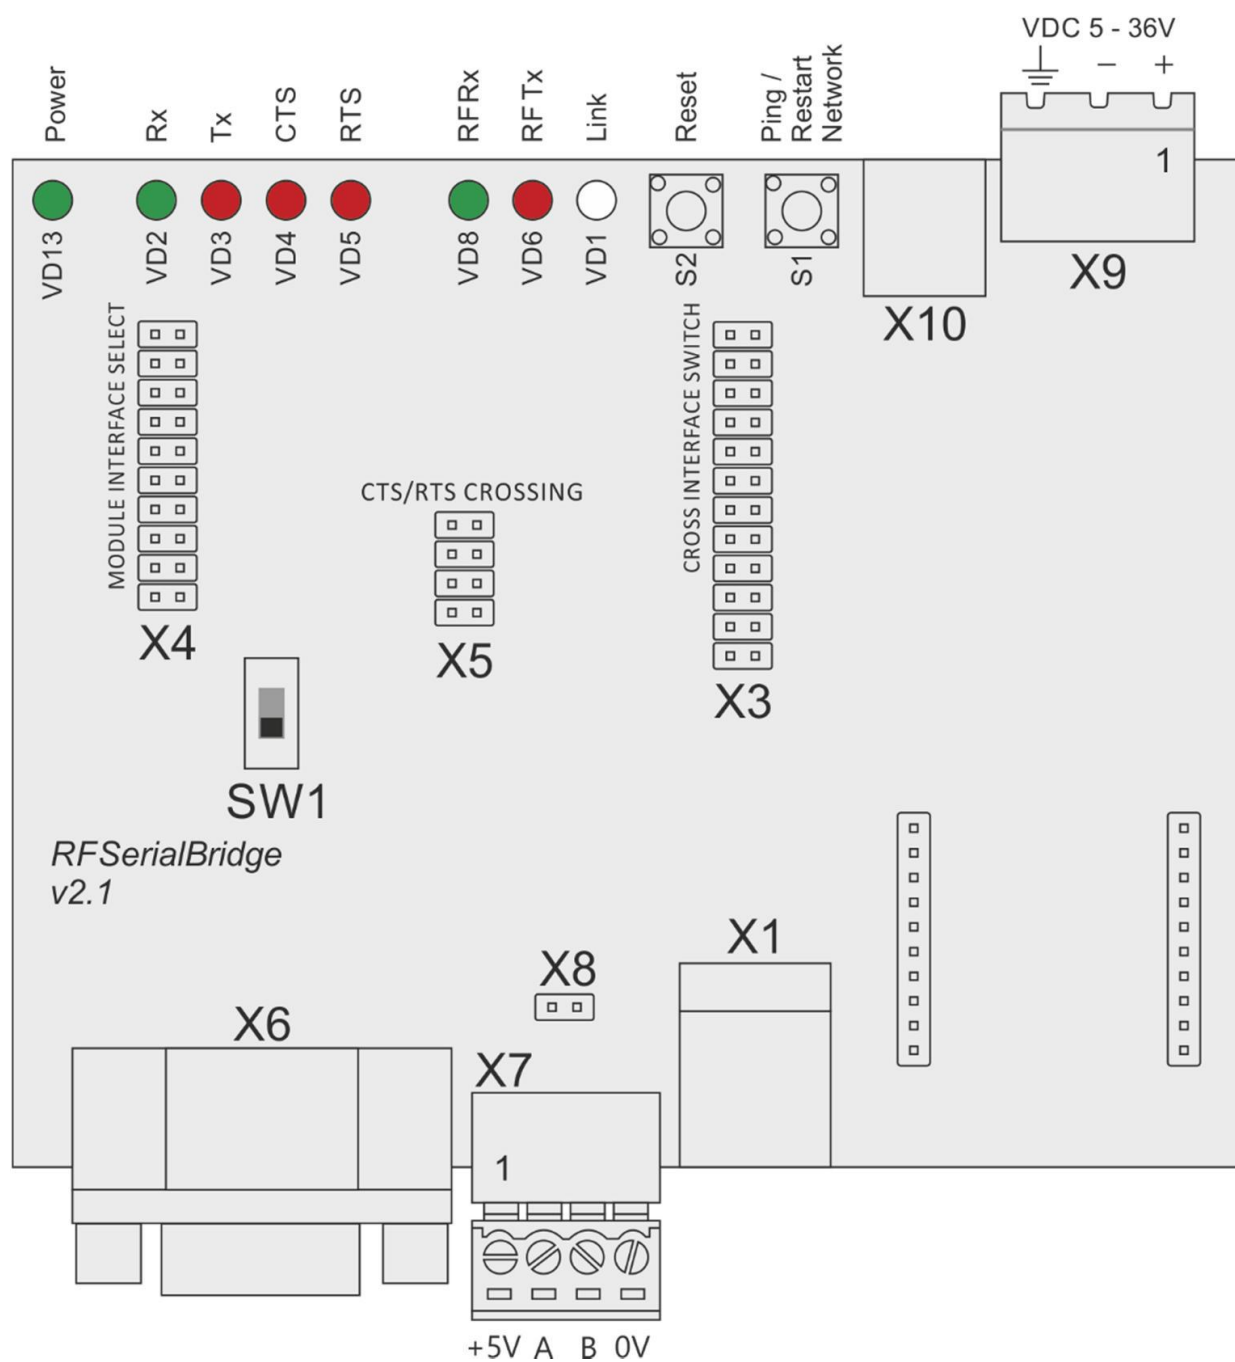 VDC 5 - 36V
– +
Power
Rx
Tx
CTS
RTS
RF Rx
RF Tx
Link
Reset
Ping /
Restart
Network
1
VD13
VD2
VD3
VD4
VD5
VD8
VD6
VD1
S2
S1
X10
X9
MODULE INTERFACE SELECT
CROSS INTERFACE SWITCH
CTS/RTS CROSSING
X4
X5
X3
SW1
RFSerialBridge
v2.1
X1
X8
X6
X7
1
+5V A B 0V